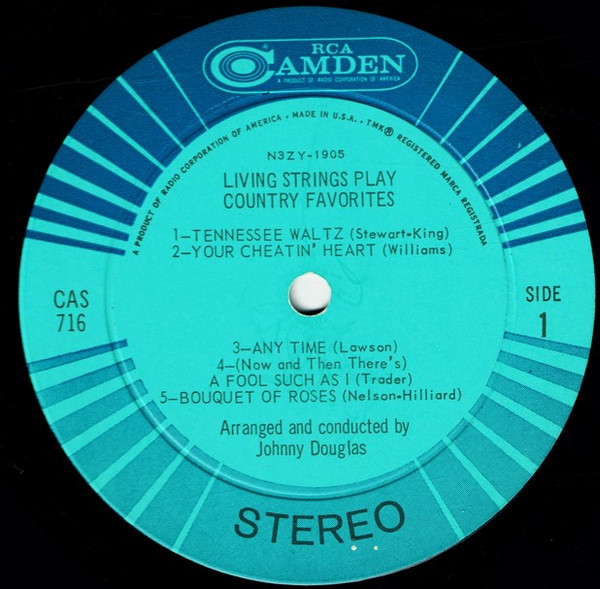 RCA
CAMDEN
A PRODUCT OF RADIO CORPORATION OF AMERICA
A PRODUCT OF RADIO CORPORATION OF AMERICA • MADE IN U.S.A. • TMK® REGISTERED MARCA REGISTRADA
N3ZY-1905
LIVING STRINGS PLAY
COUNTRY FAVORITES
1—TENNESSEE WALTZ (Stewart-King)
2—YOUR CHEATIN' HEART (Williams)
CAS
716
SIDE
1
3—ANY TIME (Lawson)
4—(Now and Then There's)
A FOOL SUCH AS I (Trader)
5—BOUQUET OF ROSES (Nelson-Hilliard)
Arranged and conducted by
Johnny Douglas
STEREO